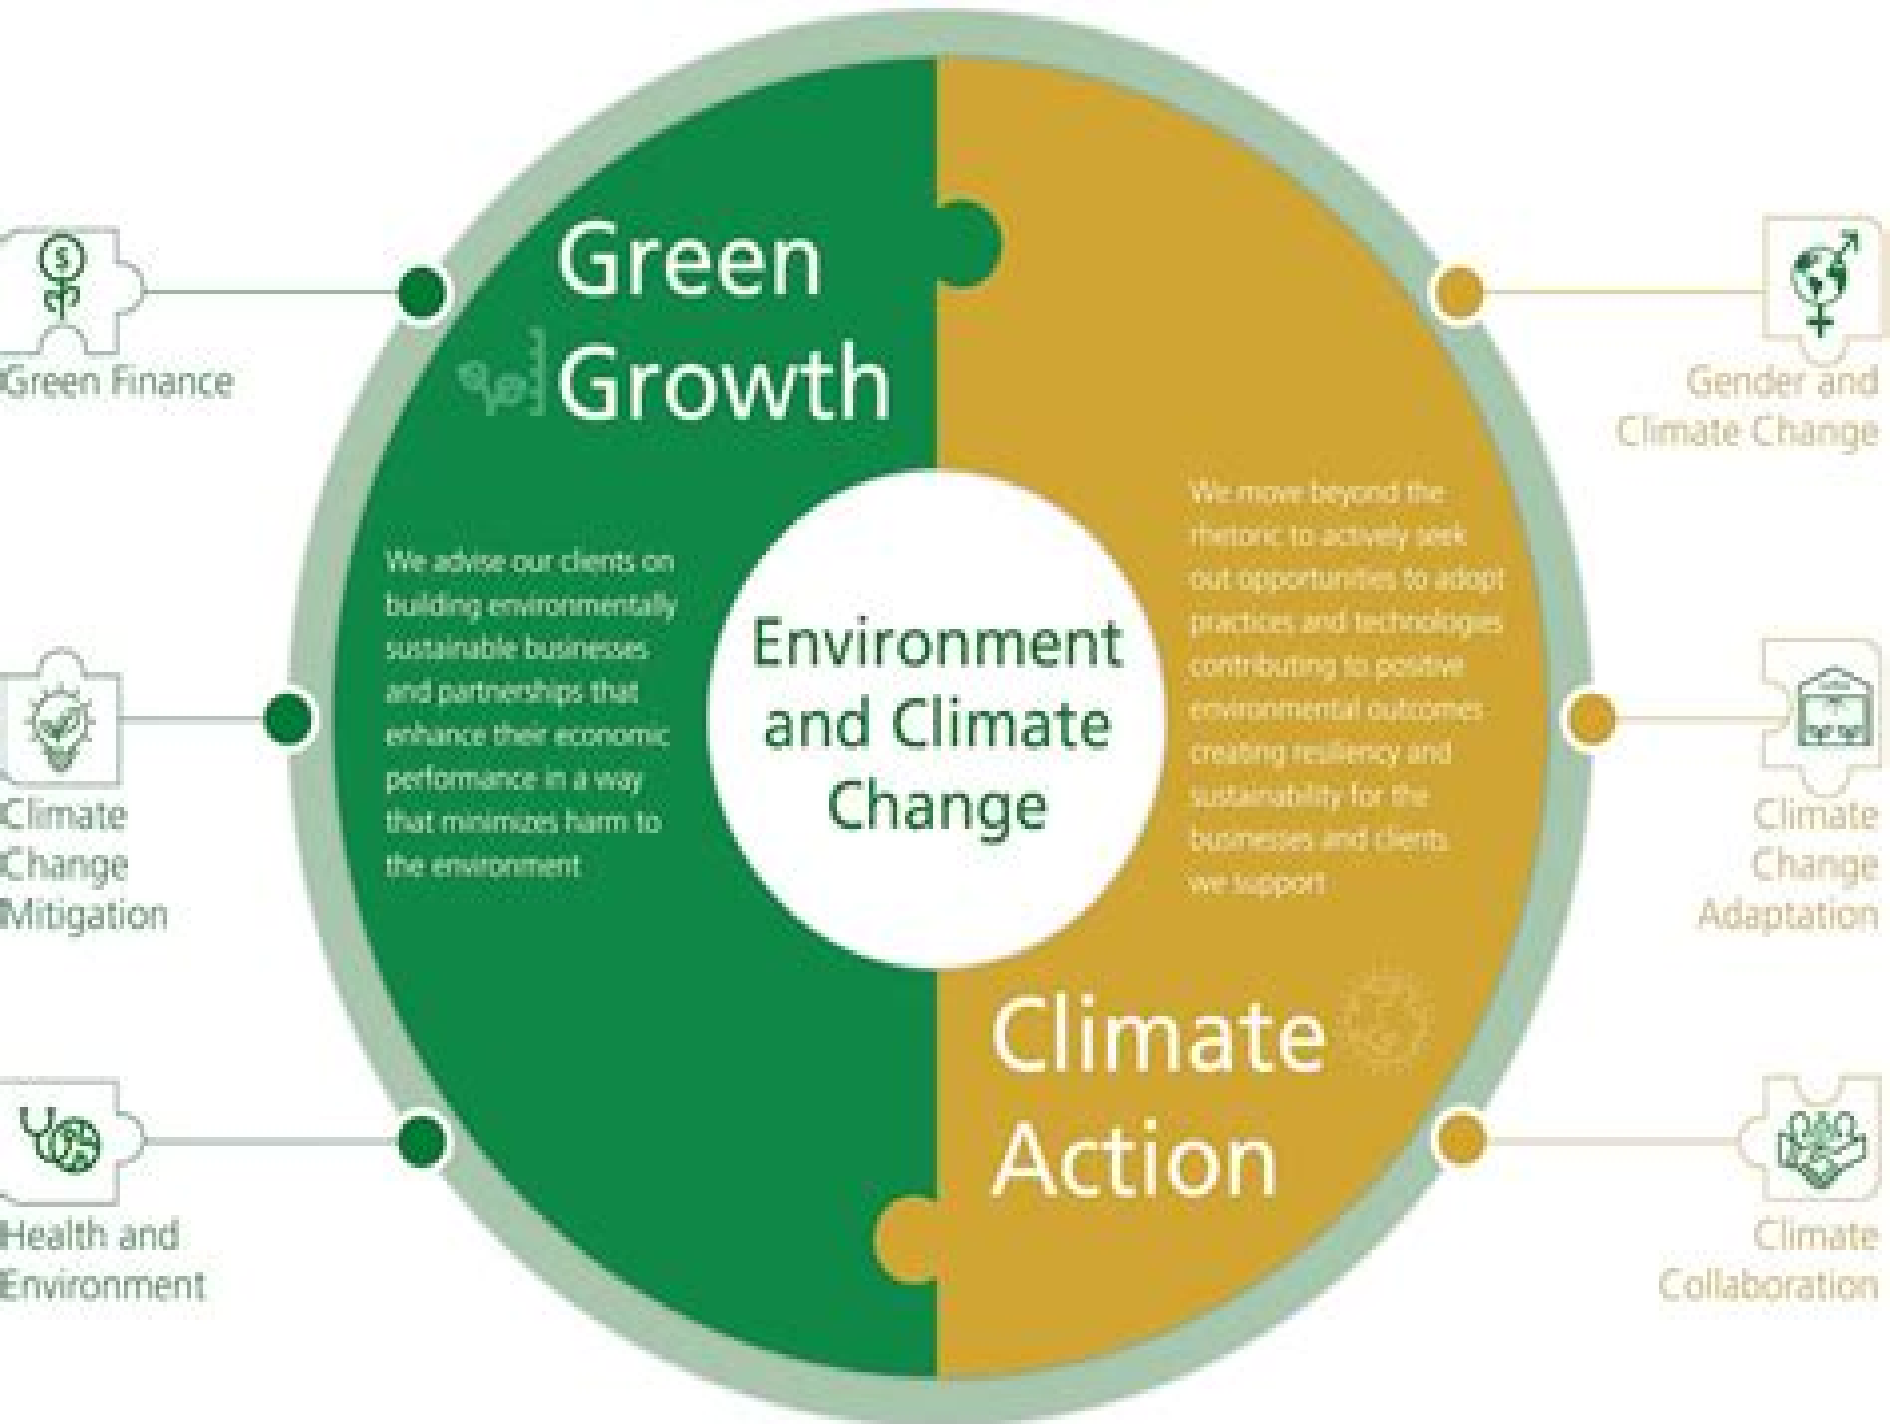 Green Finance
Climate
Change
Mitigation
Health and
Environment
Green
Growth
We advise our clients on
building environmentally
sustainable businesses
and partnerships that
enhance their economic
performance in a way
that minimizes harm to
the environment
Environment
and Climate
Change
We move beyond the
rhetoric to actively seek
out opportunities to adopt
practices and technologies
contributing to positive
environmental outcomes
creating resiliency and
sustainability for the
businesses and clients
we support
Climate
Action
Gender and
Climate Change
Climate
Change
Adaptation
Climate
Collaboration